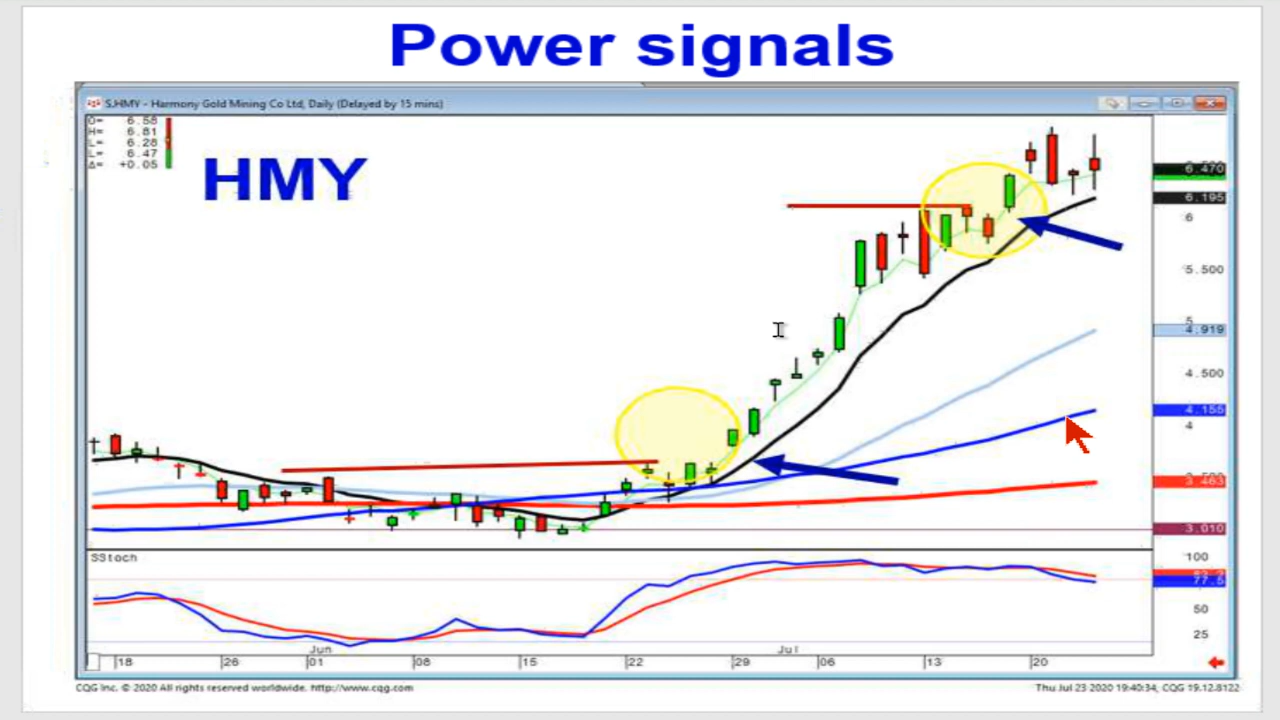 Power signals
S.HMY - Harmony Gold Mining Co Ltd, Daily (Delayed by 15 mins)
O= 6.58
H= 6.81
L= 6.28
L= 6.47
Δ= +0.05
HMY
6.470
6.195
6
5.500
5
4.919
4.500
4.155
4
3.463
3.010
SStoch
100
77.5
50
25
Jun Jul
18 26 01 08 15 22 29 06 13 20
CQG Inc. © 2020 All rights reserved worldwide. http://www.cqg.com
Thu Jul 23 2020 19:40:34, CQG 19.12.8122